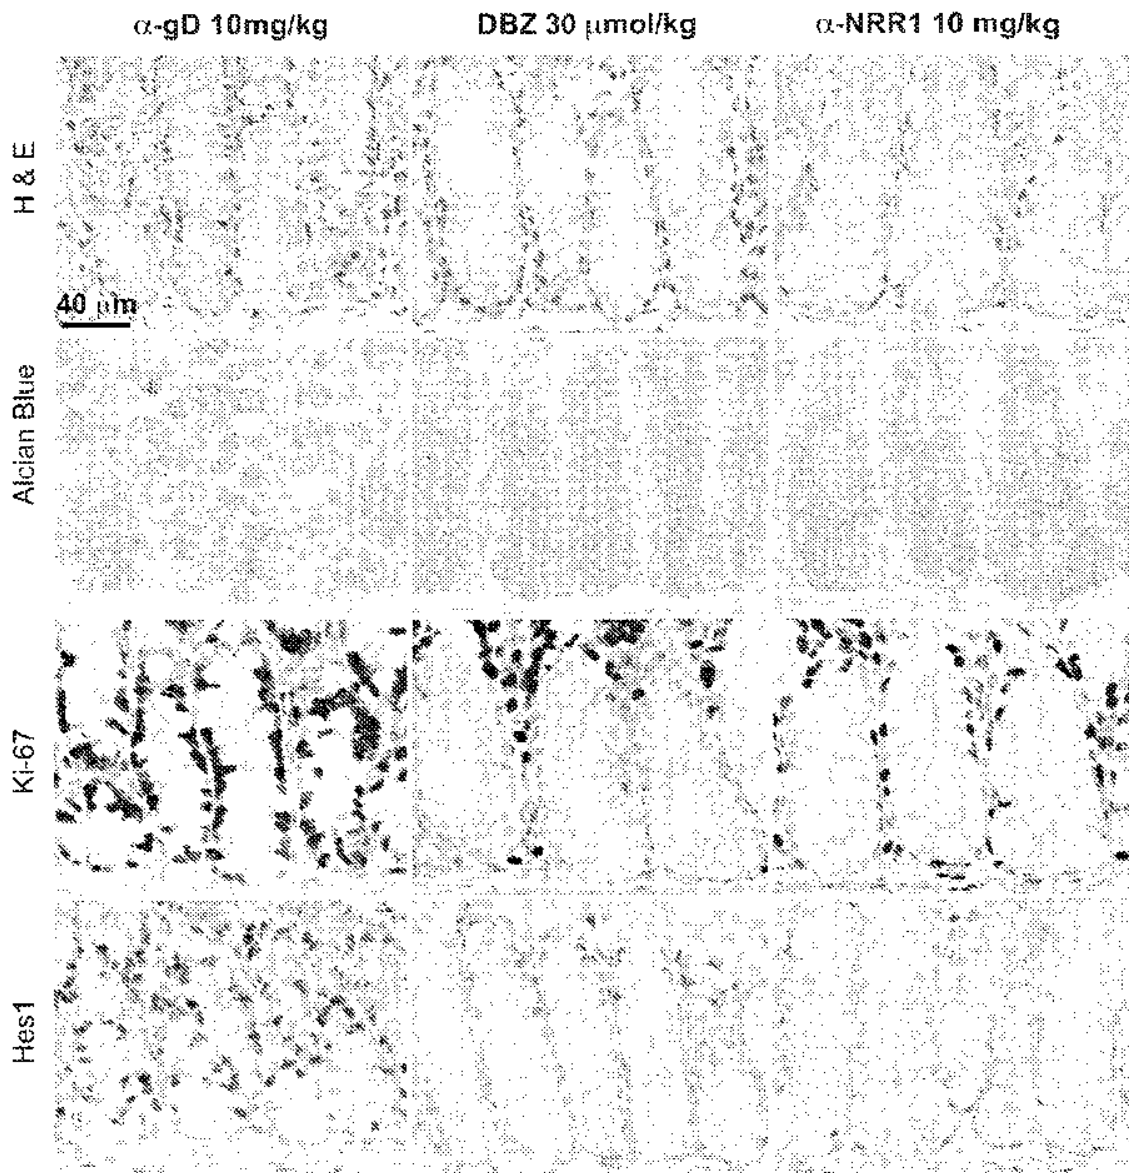 α-gD 10mg/kg DBZ 30 μmol/kg α-NRR1 10 mg/kg
H & E
40 μm
Alcian Blue
Ki-67
Hes1